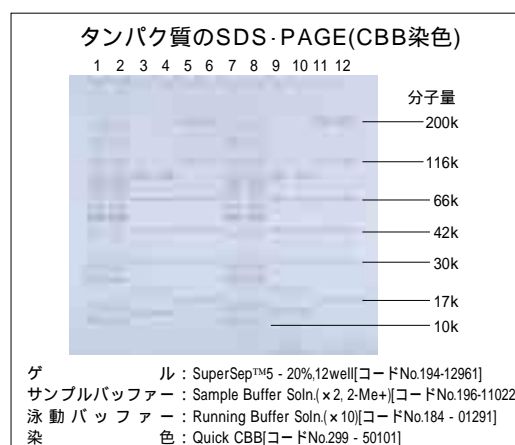 タンパク質のSDS‐PAGE(CBB染色)
1 2 3 4 5 6 7 8 9 10 11 12
分子量
200k
116k
66k
42k
30k
17k
10k
ゲル：SuperSep™5 - 20%,12well[コードNo.194-12961]
サンプルバッファー：Sample Buffer Soln.(×2, 2-Me+)[コードNo.196-11022
泳動バッファー：Running Buffer Soln.(×10)[コードNo.184 - 01291]
染色：Quick CBB[コードNo.299 - 50101]